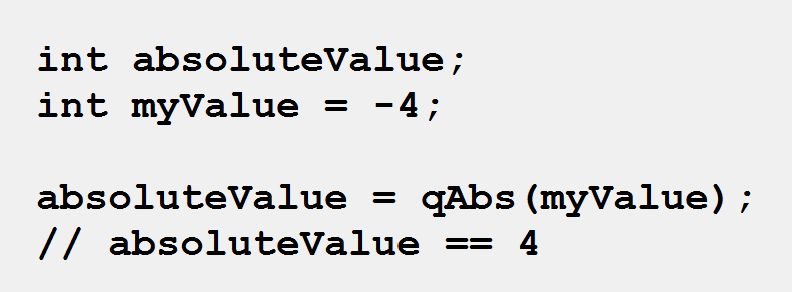 int absoluteValue;
int myValue = -4;
absoluteValue = qAbs(myValue);
// absoluteValue == 4